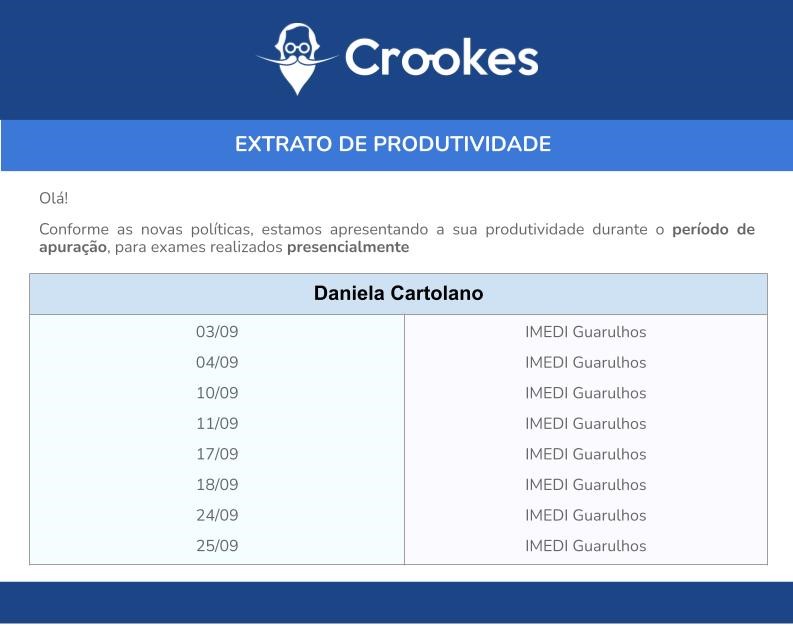 Crookes
EXTRATO DE PRODUTIVIDADE
Olá!
Conforme as novas políticas, estamos apresentando a sua produtividade durante o período de
apuração, para exames realizados presencialmente
Daniela Cartolano
03/09 IMEDI Guarulhos
04/09 IMEDI Guarulhos
10/09 IMEDI Guarulhos
11/09 IMEDI Guarulhos
17/09 IMEDI Guarulhos
18/09 IMEDI Guarulhos
24/09 IMEDI Guarulhos
25/09 IMEDI Guarulhos